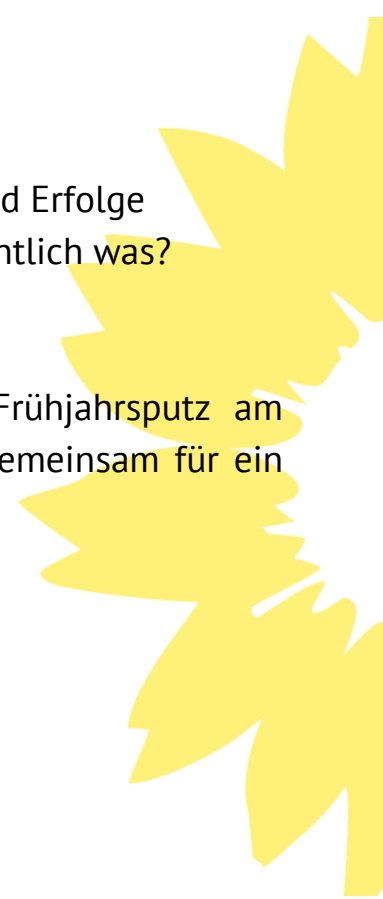 d Erfolge
ntlich was?
Frühjahrsputz am
emeinsam für ein